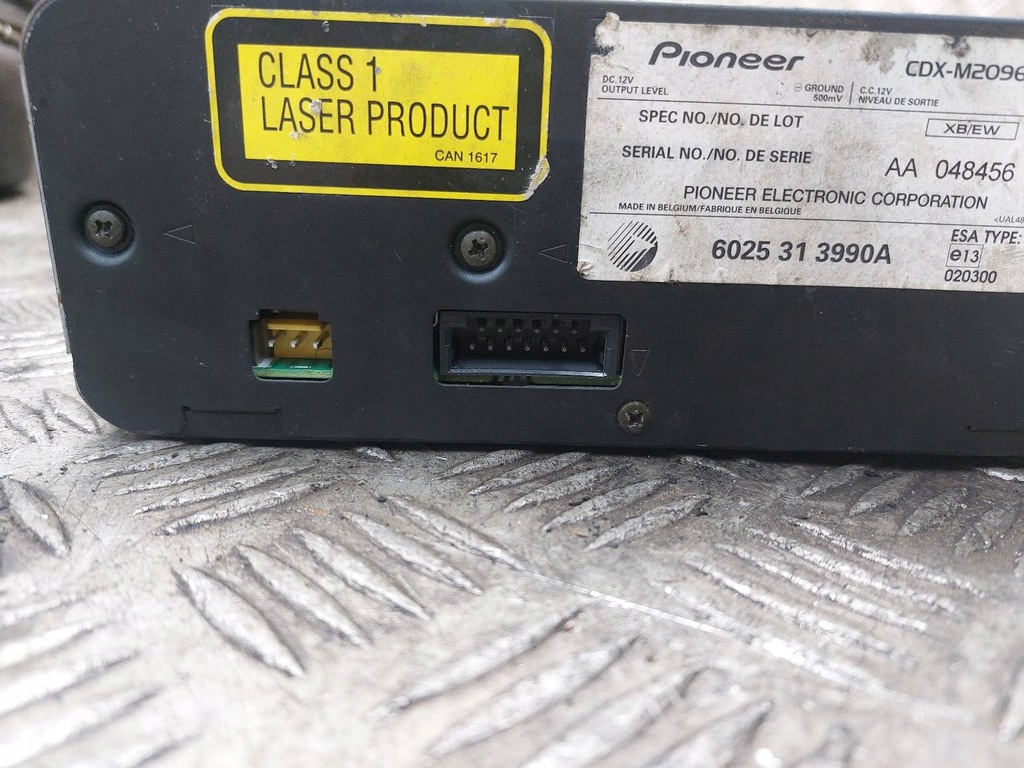 CLASS 1
LASER PRODUCT
CAN 1617
Pioneer
CDX-M2096
DC.12V
OUTPUT LEVEL
⊖ GROUND
500mV
C.C.12V
NIVEAU DE SORTIE
SPEC NO./NO. DE LOT
XB/EW
SERIAL NO./NO. DE SERIE
AA 048456
PIONEER ELECTRONIC CORPORATION
MADE IN BELGIUM/FABRIQUE EN BELGIQUE
<UAL48
6025 31 3990A
ESA TYPE:
e13
020300